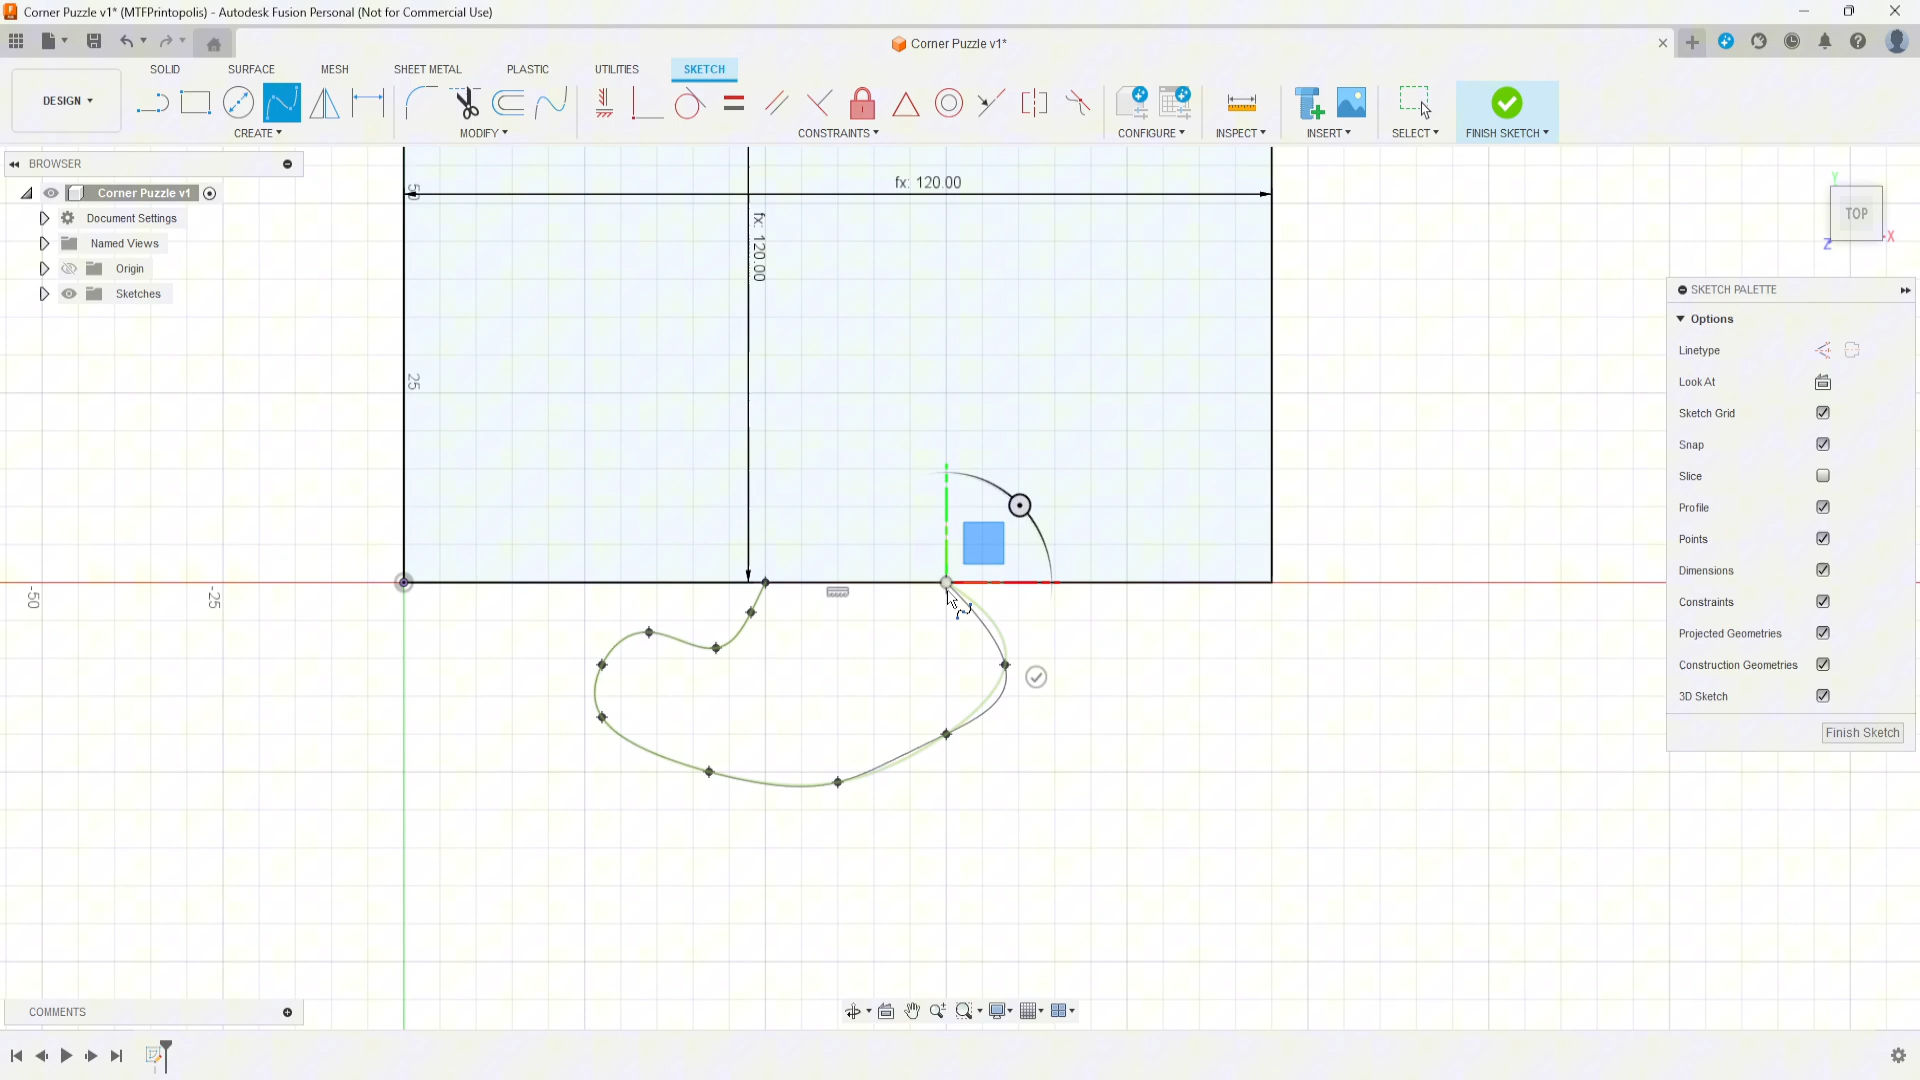 Corner Puzzle v1* (MTFPrintopolis) - Autodesk Fusion Personal (Not for Commercial Use)
Corner Puzzle v1*
SOLID SURFACE MESH SHEET METAL PLASTIC UTILITIES SKETCH
DESIGN
CREATE MODIFY CONSTRAINTS CONFIGURE INSPECT INSERT SELECT FINISH SKETCH
BROWSER
Corner Puzzle v1
Document Settings
Named Views
Origin
Sketches
fx: 120.00
fx: 120.00
50
25
-25
-50
Y
TOP
X
Z
SKETCH PALETTE
Options
Linetype
Look At
Sketch Grid
Snap
Slice
Profile
Points
Dimensions
Constraints
Projected Geometries
Construction Geometries
3D Sketch
Finish Sketch
COMMENTS